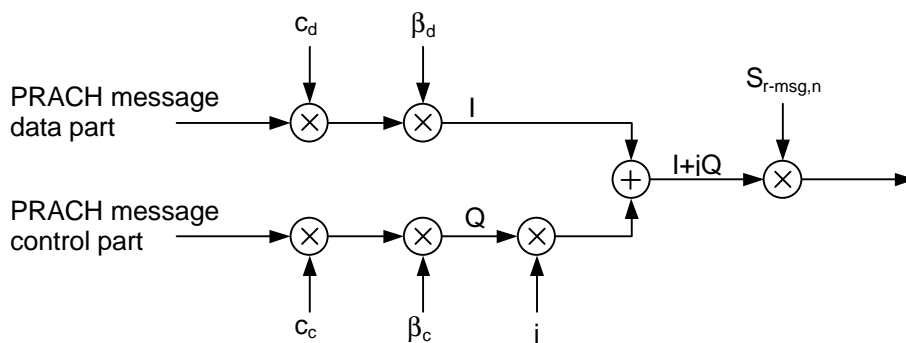 c_d
β_d
S_r-msg,n
PRACH message
data part
I
I+jQ
PRACH message
control part
Q
c_c
β_c
j